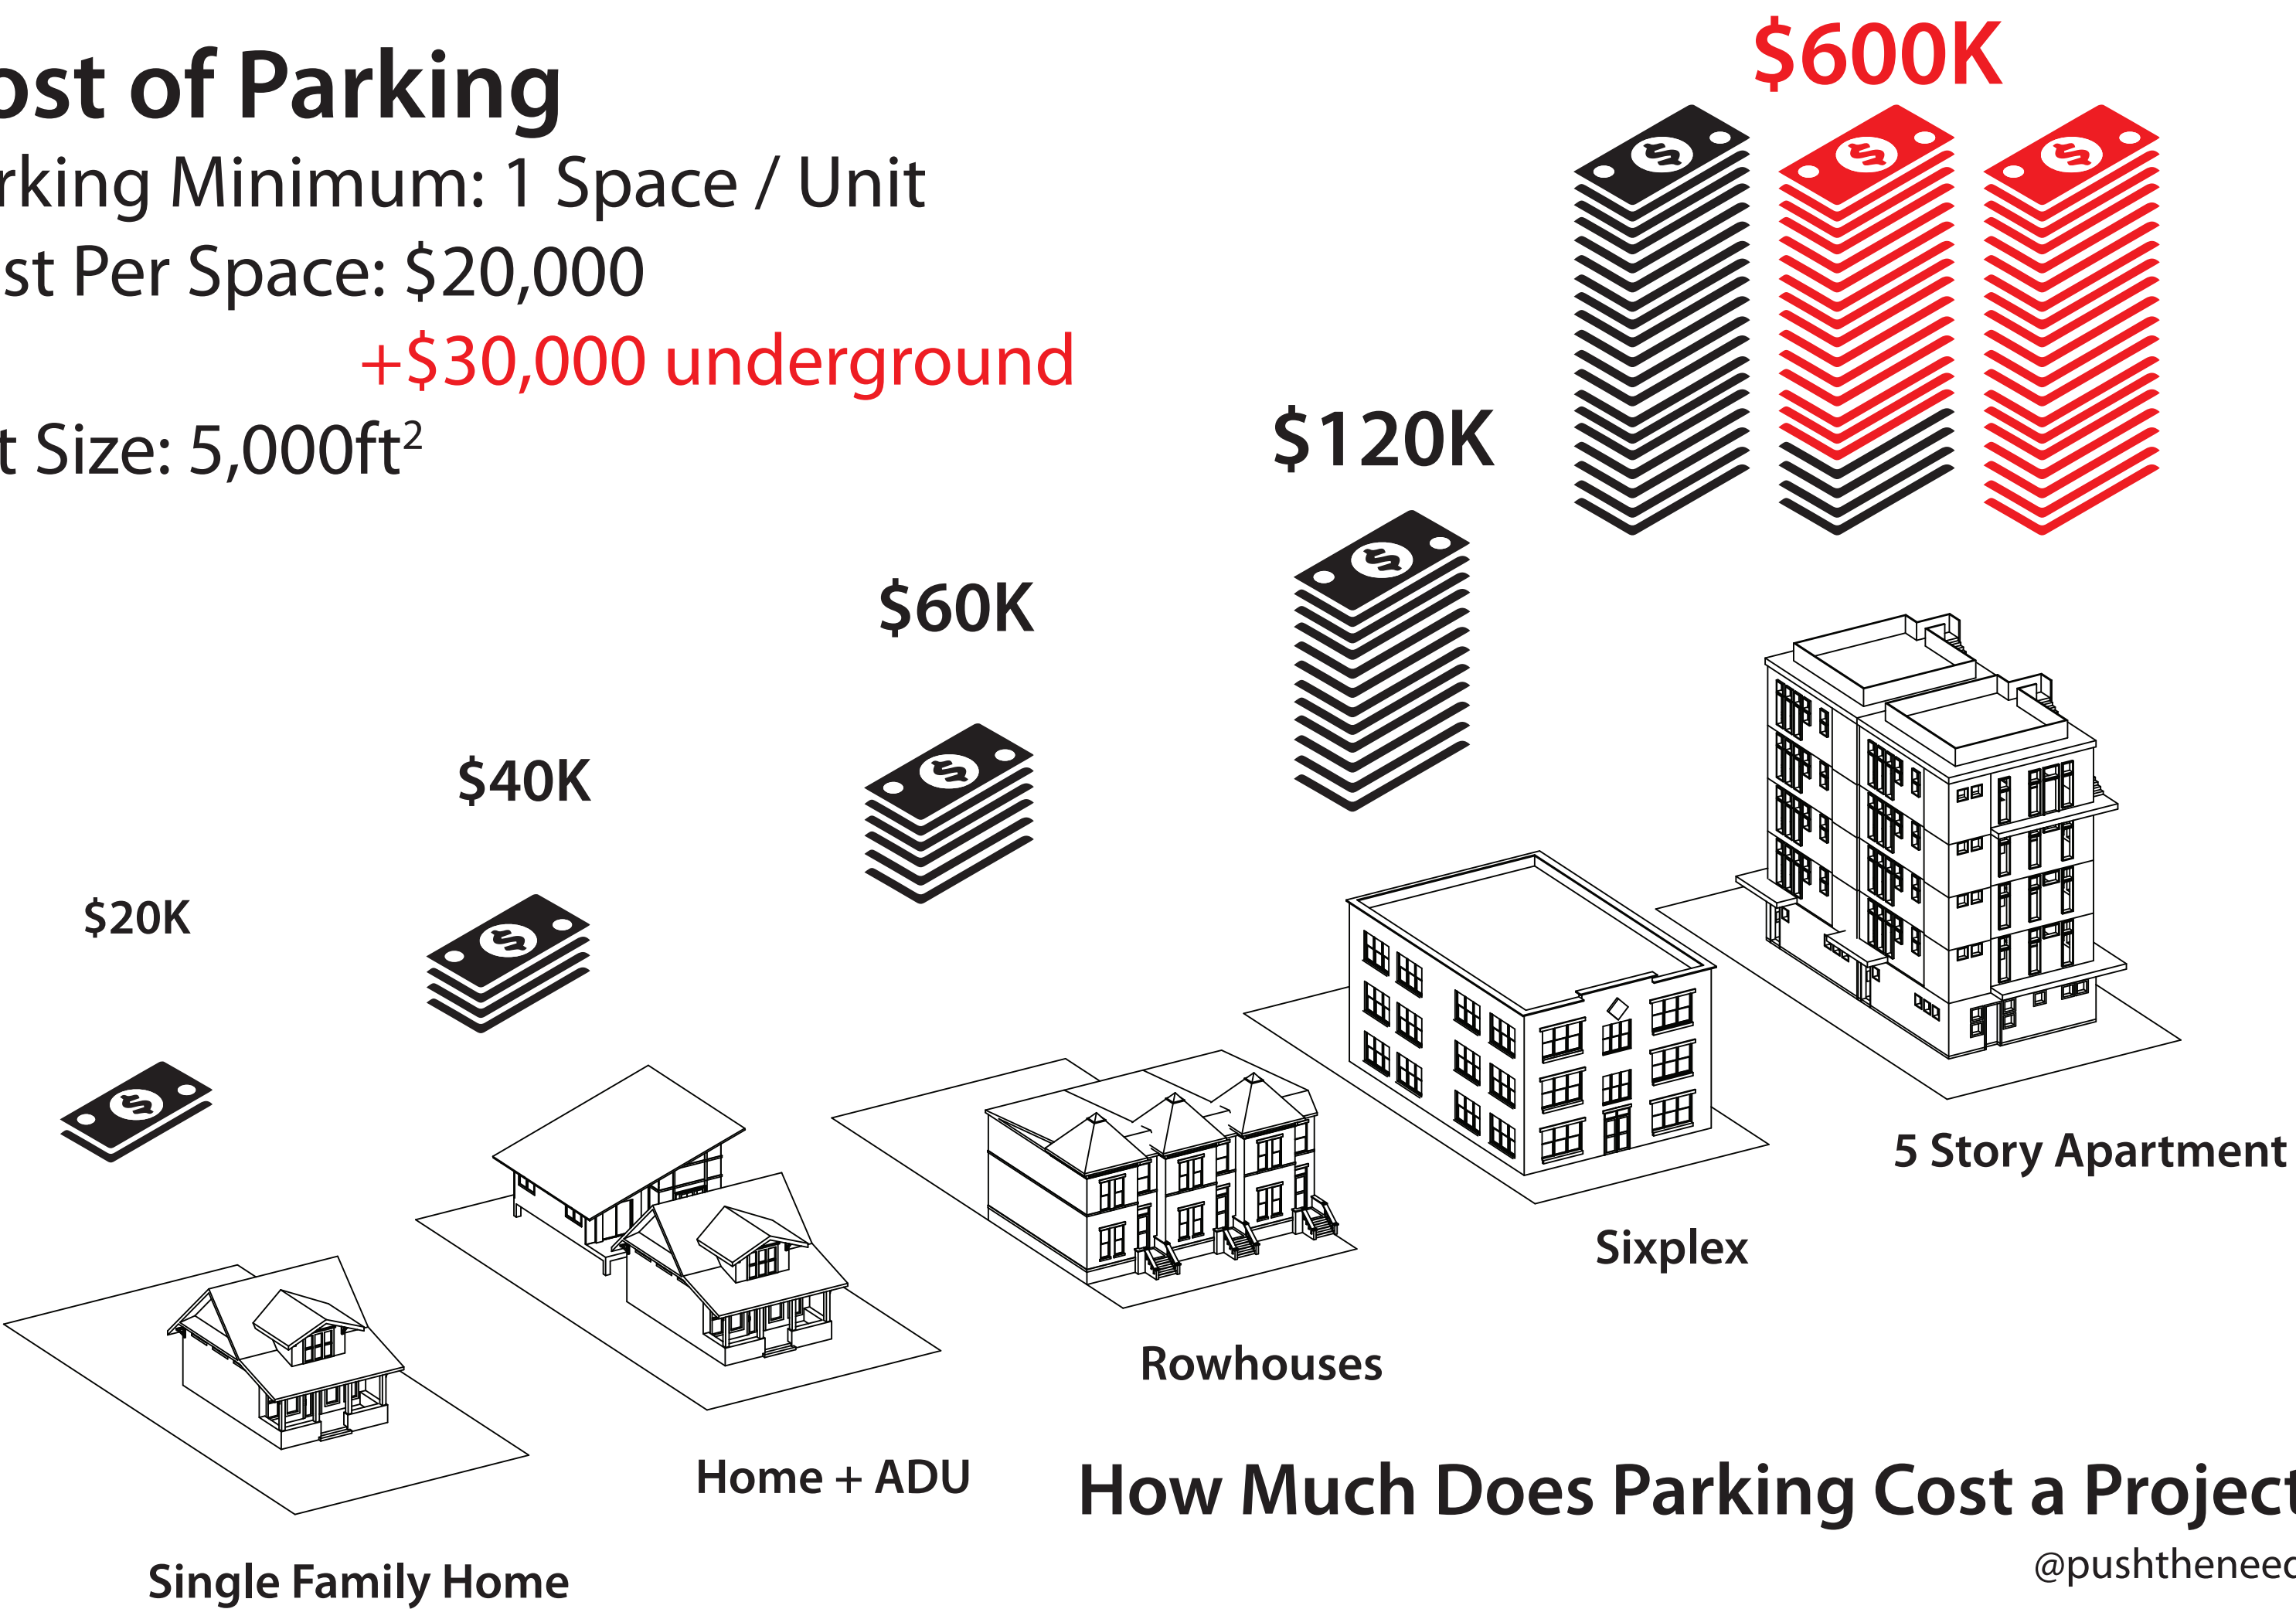 ost of Parking
rking Minimum: 1 Space / Unit
st Per Space: $20,000
+$30,000 underground
t Size: 5,000ft²
$600K
$120K
$60K
$40K
$20K
5 Story Apartment
Sixplex
Rowhouses
Home + ADU
Single Family Home
How Much Does Parking Cost a Project
@pushtheneed